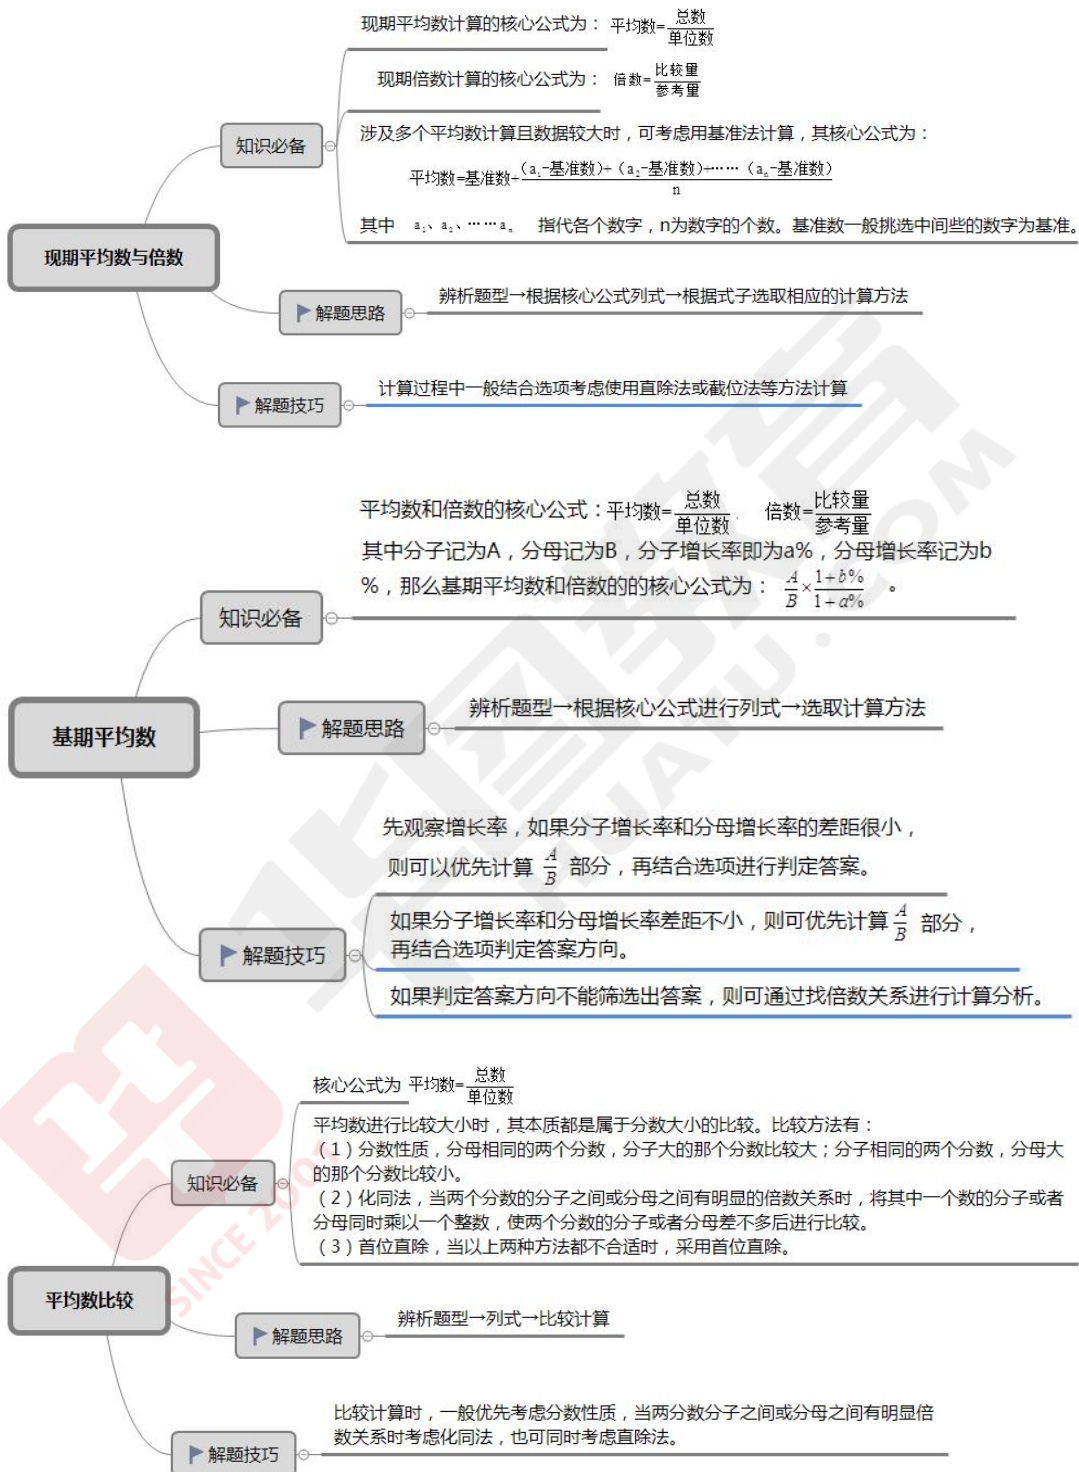 现期平均数计算的核心公式为： 平均数=总数/单位数
现期倍数计算的核心公式为： 倍数=比较量/参考量
知识必备
涉及多个平均数计算且数据较大时，可考虑用基准法计算，其核心公式为：
平均数=基准数+(a₁-基准数)+（a₂-基准数)+……（aₙ-基准数)/n
其中 a₁、a₂、……aₙ 指代各个数字，n为数字的个数。基准数一般挑选中间些的数字为基准。
现期平均数与倍数
解题思路
辨析题型→根据核心公式列式→根据式子选取相应的计算方法
解题技巧
计算过程中一般结合选项考虑使用直除法或截位法等方法计算
平均数和倍数的核心公式：平均数=总数/单位数. 倍数=比较量/参考量
其中分子记为A，分母记为B，分子增长率即为a%，分母增长率记为b
%，那么基期平均数和倍数的的核心公式为： A/B×1+b%/1+a% 。
知识必备
基期平均数
解题思路
辨析题型→根据核心公式进行列式→选取计算方法
先观察增长率，如果分子增长率和分母增长率的差距很小，
则可以优先计算 A/B 部分，再结合选项进行判定答案。
解题技巧
如果分子增长率和分母增长率差距不小，则可优先计算 A/B 部分，
再结合选项判定答案方向。
如果判定答案方向不能筛选出答案，则可通过找倍数关系进行计算分析。
核心公式为 平均数=总数/单位数
平均数进行比较大小时，其本质都是属于分数大小的比较。比较方法有：
（1）分数性质，分母相同的两个分数，分子大的那个分数比较大；分子相同的两个分数，分母大
的那个分数比较小。
知识必备
（2）化同法，当两个分数的分子之间或分母之间有明显的倍数关系时，将其中一个数的分子或者
分母同时乘以一个整数，使两个分数的分子或者分母差不多后进行比较。
（3）首位直除，当以上两种方法都不合适时，采用首位直除。
平均数比较
解题思路
辨析题型→列式→比较计算
解题技巧
比较计算时，一般优先考虑分数性质，当两分数分子之间或分母之间有明显倍
数关系时考虑化同法，也可同时考虑直除法。
华图教育
HUATU.COM
SINCE 2001